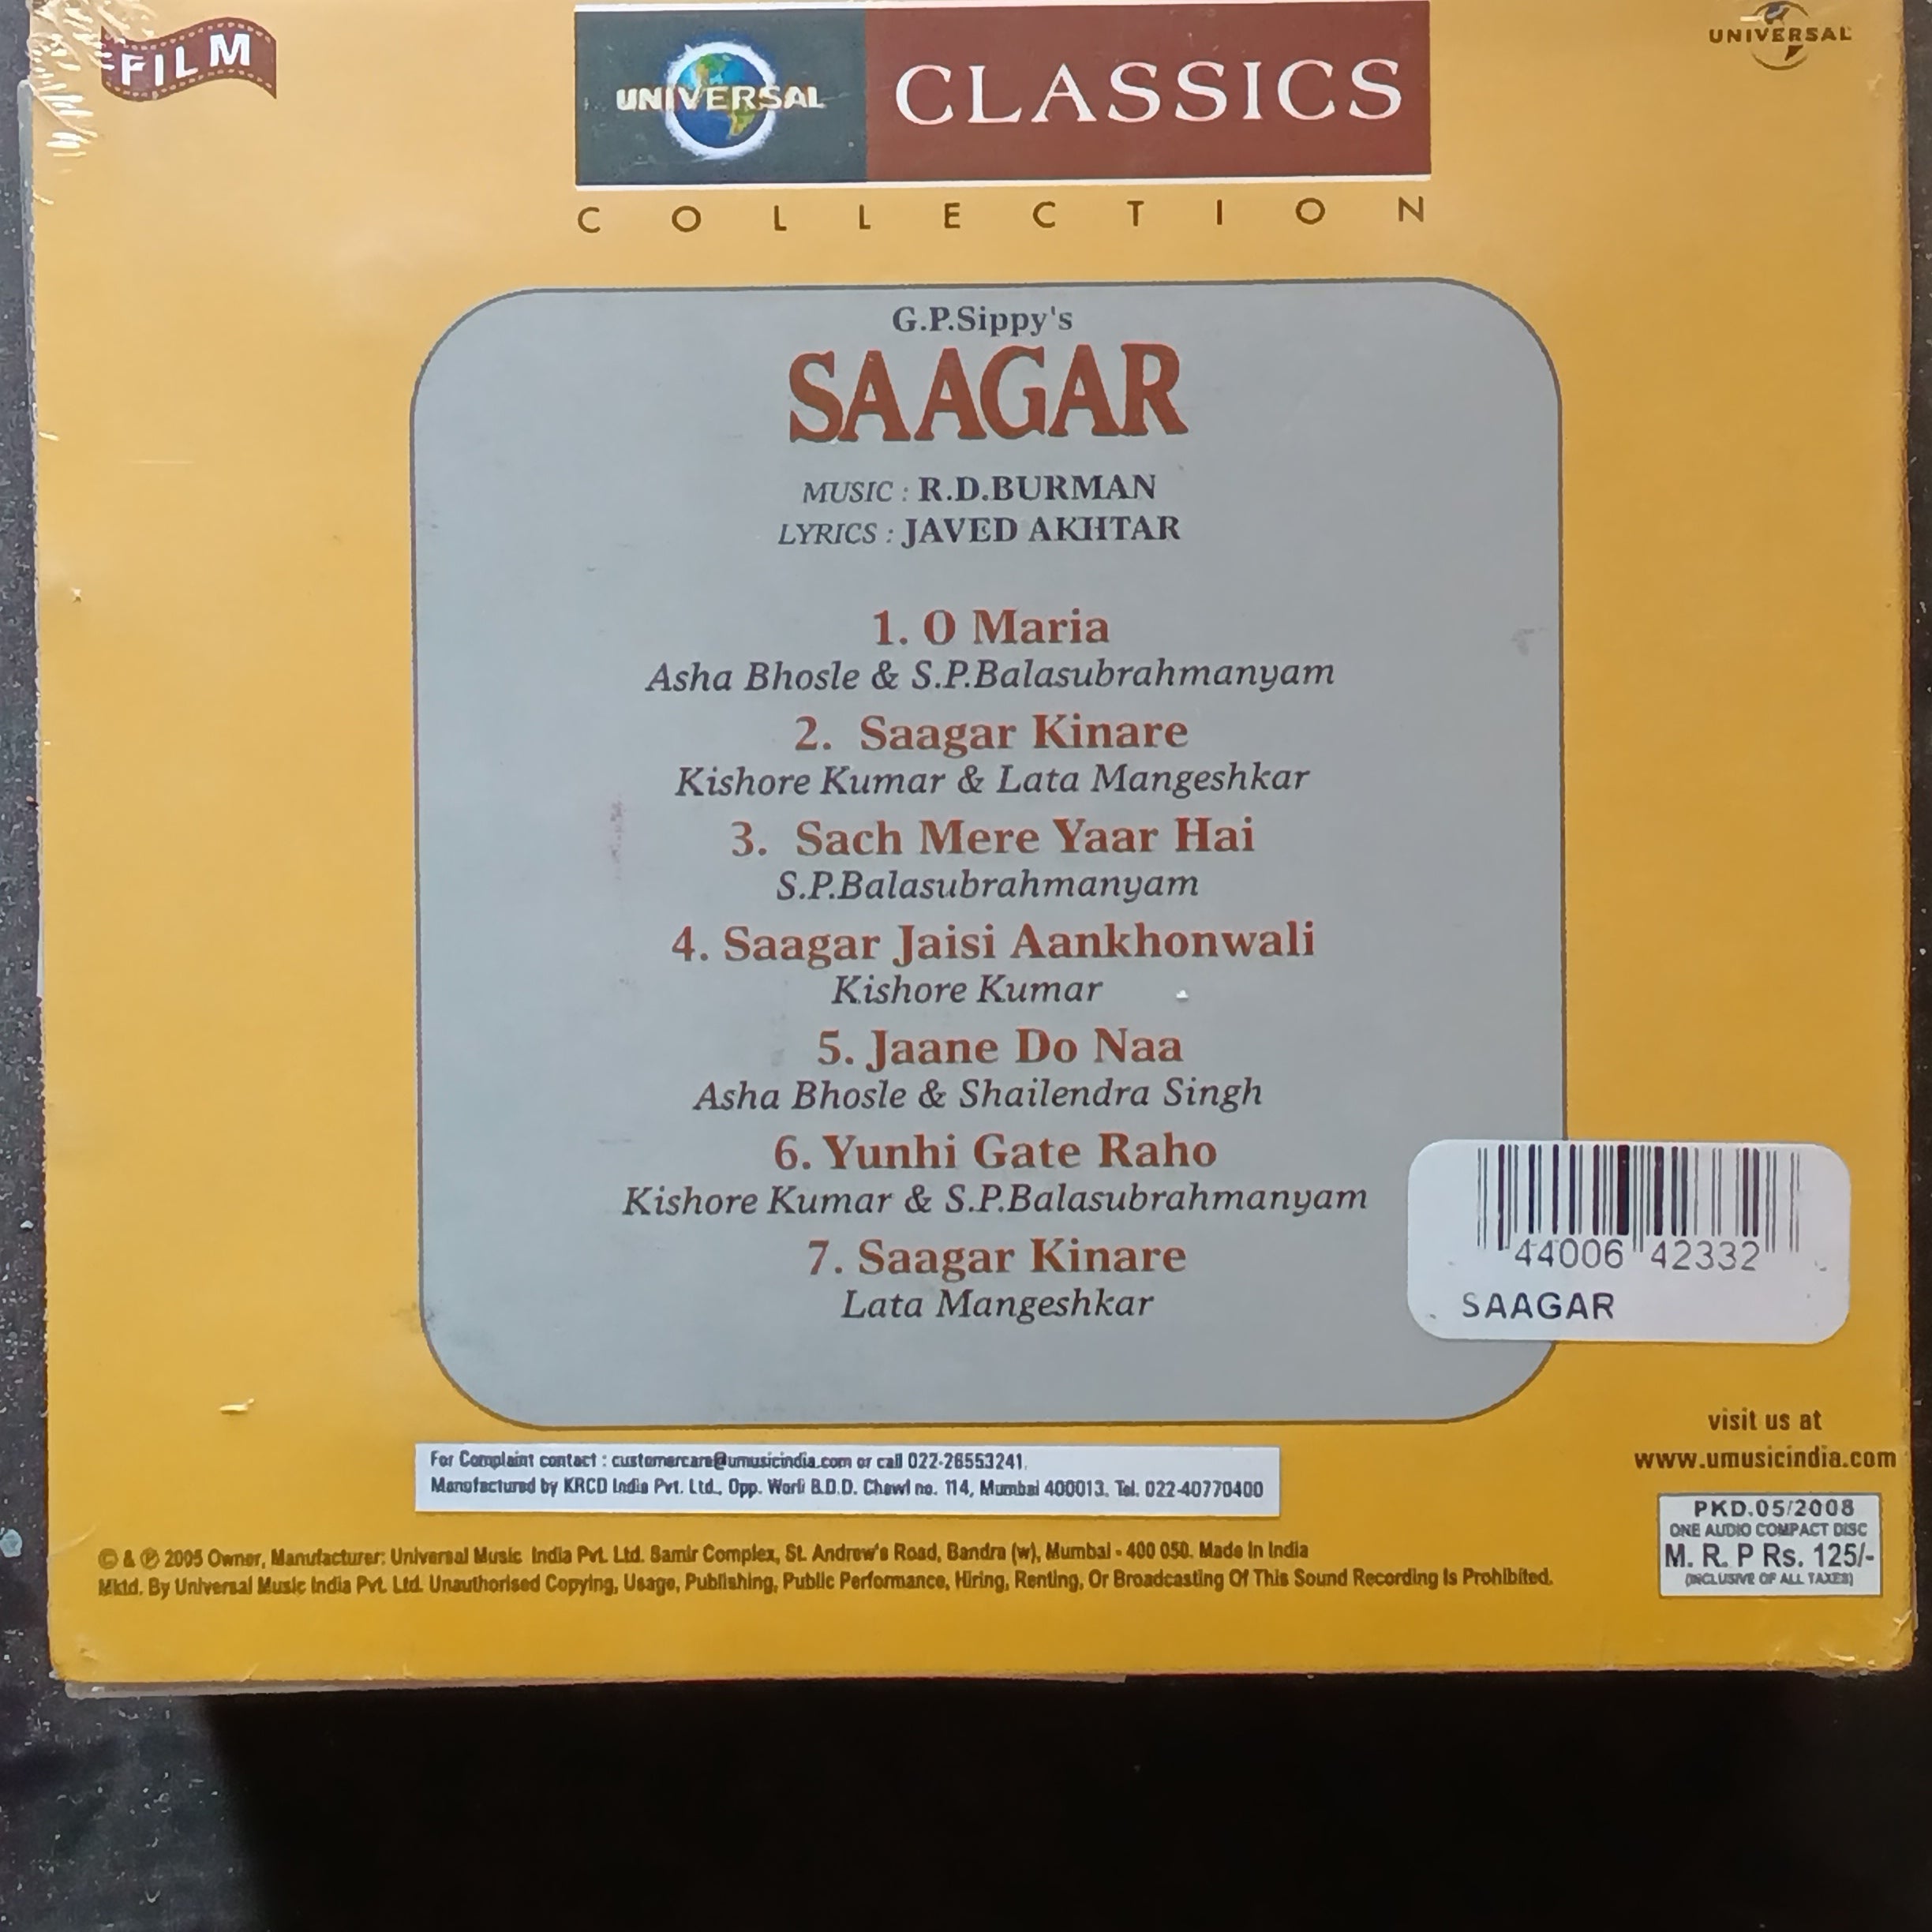 FILM
UNIVERSAL CLASSICS
COLLECTION
UNIVERSAL
G.P.Sippy's
SAAGAR
MUSIC : R.D.BURMAN
LYRICS : JAVED AKHTAR
1. O Maria
Asha Bhosle & S.P.Balasubrahmanyam
2. Saagar Kinare
Kishore Kumar & Lata Mangeshkar
3. Sach Mere Yaar Hai
S.P.Balasubrahmanyam
4. Saagar Jaisi Aankhonwali
Kishore Kumar
5. Jaane Do Naa
Asha Bhosle & Shailendra Singh
6. Yunhi Gate Raho
Kishore Kumar & S.P.Balasubrahmanyam
7. Saagar Kinare
Lata Mangeshkar
44006 42332
SAAGAR
visit us at
www.umusicindia.com
For Complaint contact : customercare@umusicindia.com or call 022-26553241,
Manufactured by KRCD India Pvt. Ltd., Opp. Worli B.D.D. Chawl no. 114, Mumbai 400013. Tel. 022-40770400
PKD.05/2008
ONE AUDIO COMPACT DISC
M. R. P Rs. 125/-
(INCLUSIVE OF ALL TAXES)
© & ℗ 2005 Owner, Manufacturer: Universal Music India Pvt. Ltd. Samir Complex, St. Andrew's Road, Bandra (w), Mumbai - 400 050. Made In India
Mktd. By Universal Music India Pvt. Ltd. Unauthorised Copying, Usage, Publishing, Public Performance, Hiring, Renting, Or Broadcasting Of This Sound Recording Is Prohibited.